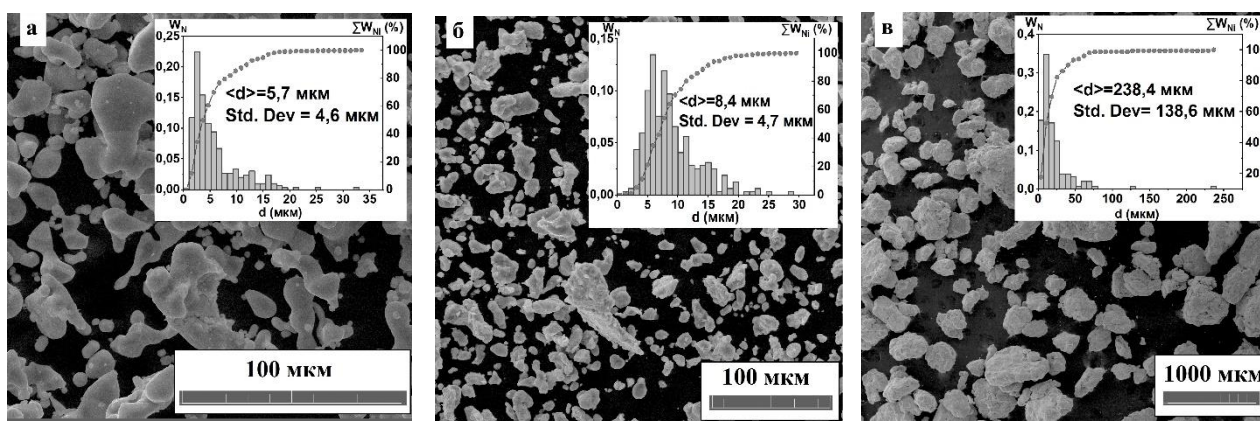 а
W_N
∑W_Ni (%)
0,25
0,20
0,15
0,10
0,05
0,00
100
80
60
40
20
0
<d>=5,7 мкм
Std. Dev = 4,6 мкм
0 5 10 15 20 25 30 35
d (мкм)
100 мкм
б
W_N
∑W_Ni (%)
0,15
0,10
0,05
0,00
100
80
60
40
20
0
<d>=8,4 мкм
Std. Dev = 4,7 мкм
0 5 10 15 20 25 30
d (мкм)
100 мкм
в
W_N
∑W_Ni (%)
0,4
0,3
0,2
0,1
0,0
100
80
60
40
20
<d>=238,4 мкм
Std. Dev= 138,6 мкм
0 50 100 150 200 250
d (мкм)
1000 мкм